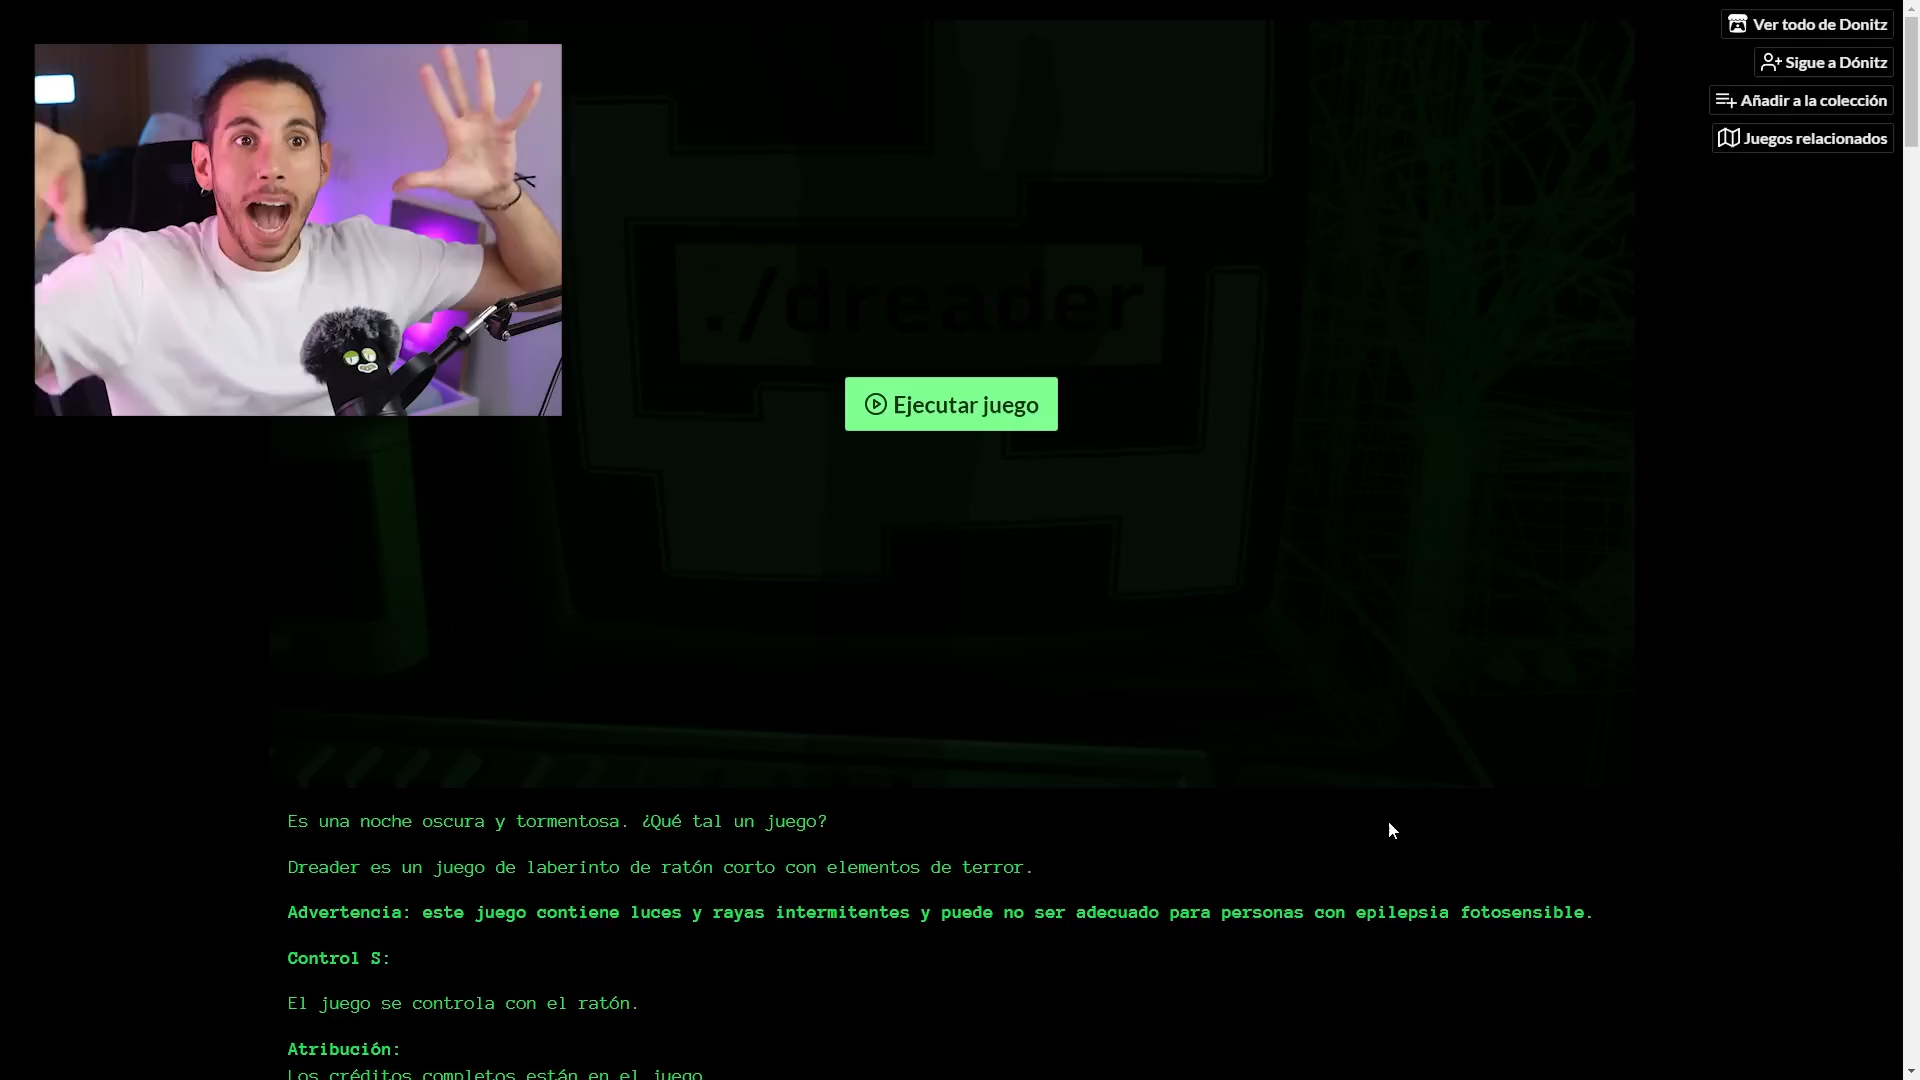 Ver todo de Donitz
Sigue a Dónitz
Añadir a la colección
Juegos relacionados
./dreader
Ejecutar juego
Es una noche oscura y tormentosa. ¿Qué tal un juego?
Dreader es un juego de laberinto de ratón corto con elementos de terror.
Advertencia: este juego contiene luces y rayas intermitentes y puede no ser adecuado para personas con epilepsia fotosensible.
Control S:
El juego se controla con el ratón.
Atribución:
Los créditos completos están en el juego